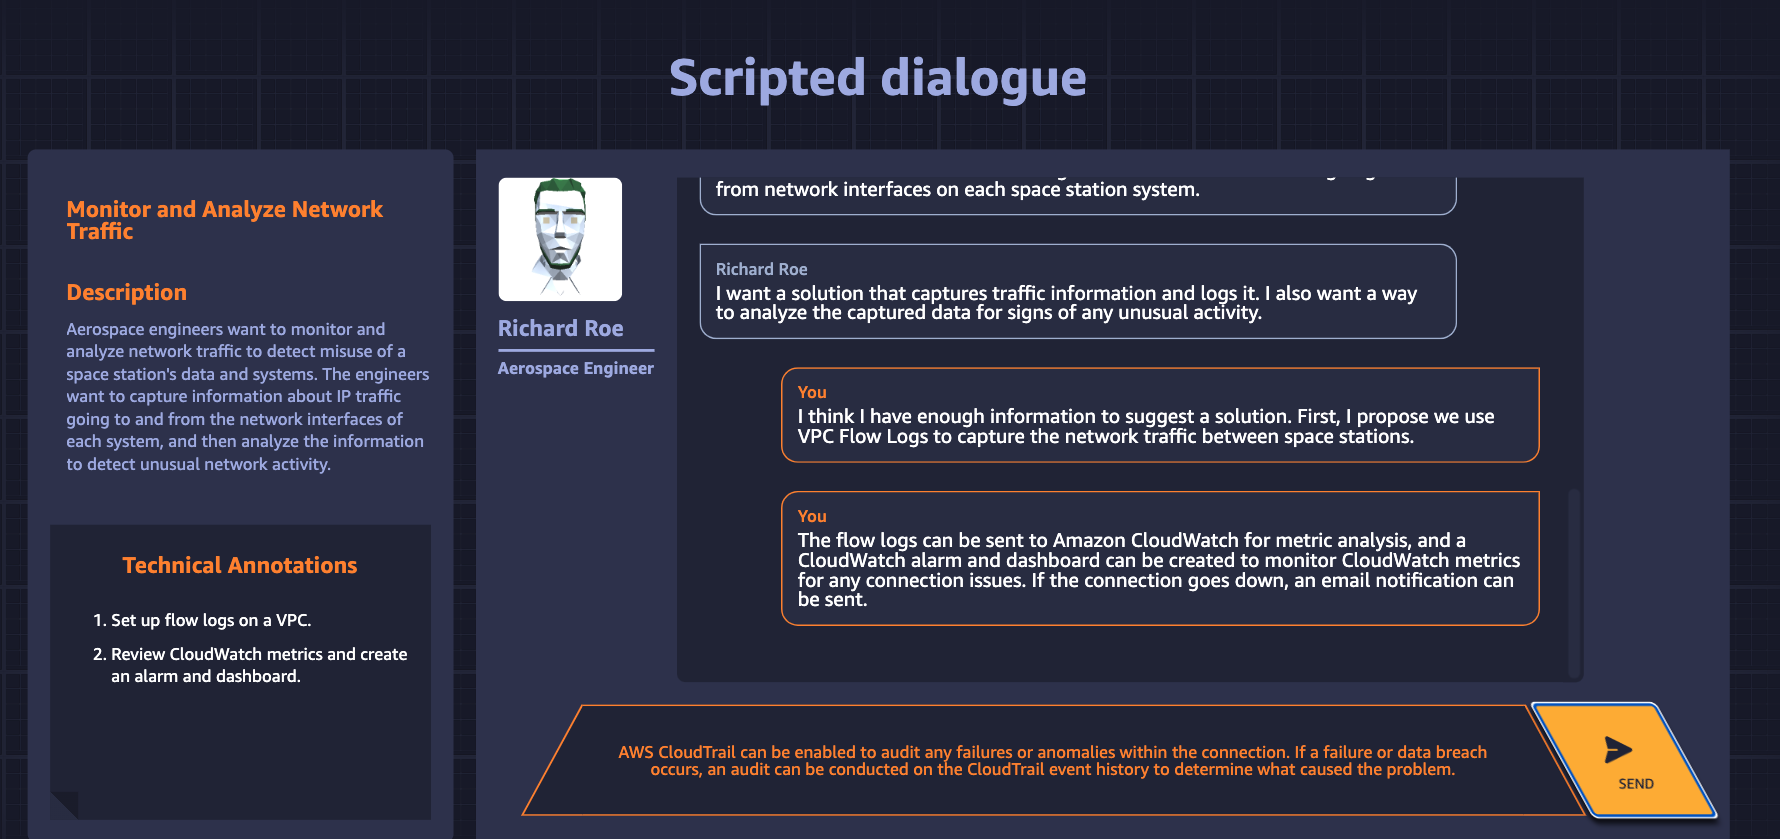 Scripted dialogue
Monitor and Analyze Network
Traffic
Description
Aerospace engineers want to monitor and
analyze network traffic to detect misuse of a
space station's data and systems. The engineers
want to capture information about IP traffic
going to and from the network interfaces of
each system, and then analyze the information
to detect unusual network activity.
Technical Annotations
1. Set up flow logs on a VPC.
2. Review CloudWatch metrics and create
an alarm and dashboard.
Richard Roe
Aerospace Engineer
from network interfaces on each space station system.
Richard Roe
I want a solution that captures traffic information and logs it. I also want a way
to analyze the captured data for signs of any unusual activity.
You
I think I have enough information to suggest a solution. First, I propose we use
VPC Flow Logs to capture the network traffic between space stations.
You
The flow logs can be sent to Amazon CloudWatch for metric analysis, and a
CloudWatch alarm and dashboard can be created to monitor CloudWatch metrics
for any connection issues. If the connection goes down, an email notification can
be sent.
AWS CloudTrail can be enabled to audit any failures or anomalies within the connection. If a failure or data breach
occurs, an audit can be conducted on the CloudTrail event history to determine what caused the problem.
SEND